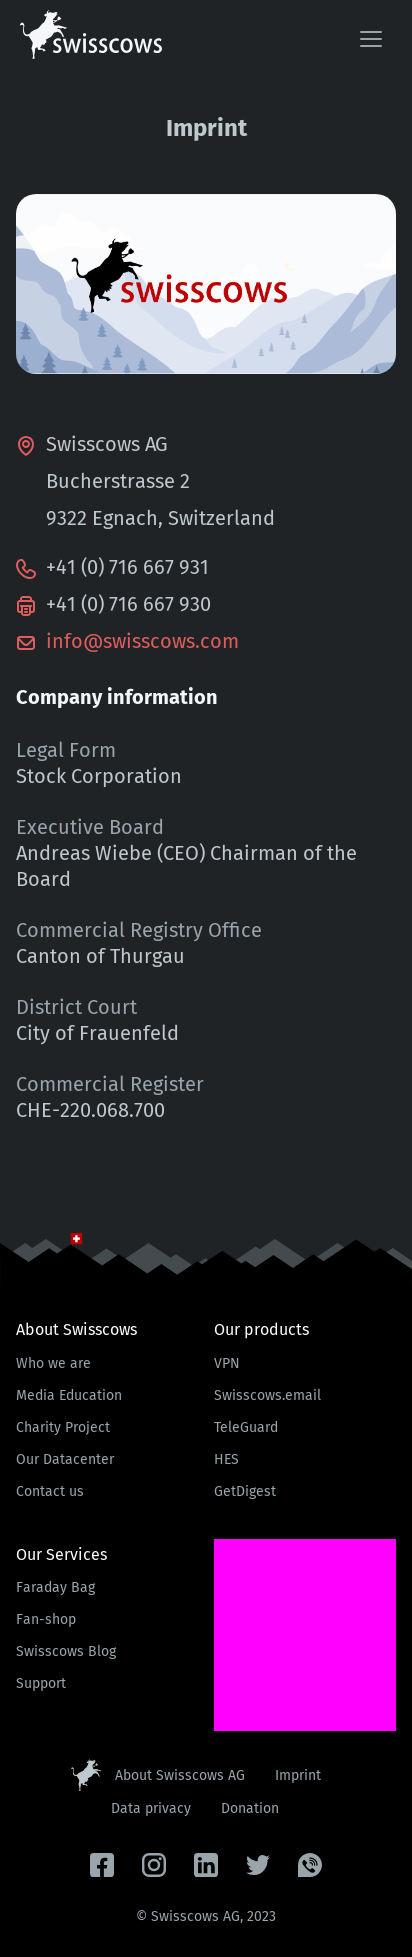 swisscows
Imprint
swisscows
Swisscows AG
Bucherstrasse 2
9322 Egnach, Switzerland
+41 (0) 716 667 931
+41 (0) 716 667 930
info@swisscows.com
Company information
Legal Form
Stock Corporation
Executive Board
Andreas Wiebe (CEO) Chairman of the
Board
Commercial Registry Office
Canton of Thurgau
District Court
City of Frauenfeld
Commercial Register
CHE-220.068.700
About Swisscows
Who we are
Media Education
Charity Project
Our Datacenter
Contact us
Our products
VPN
Swisscows.email
TeleGuard
HES
GetDigest
Our Services
Faraday Bag
Fan-shop
Swisscows Blog
Support
About Swisscows AG Imprint
Data privacy Donation
© Swisscows AG, 2023